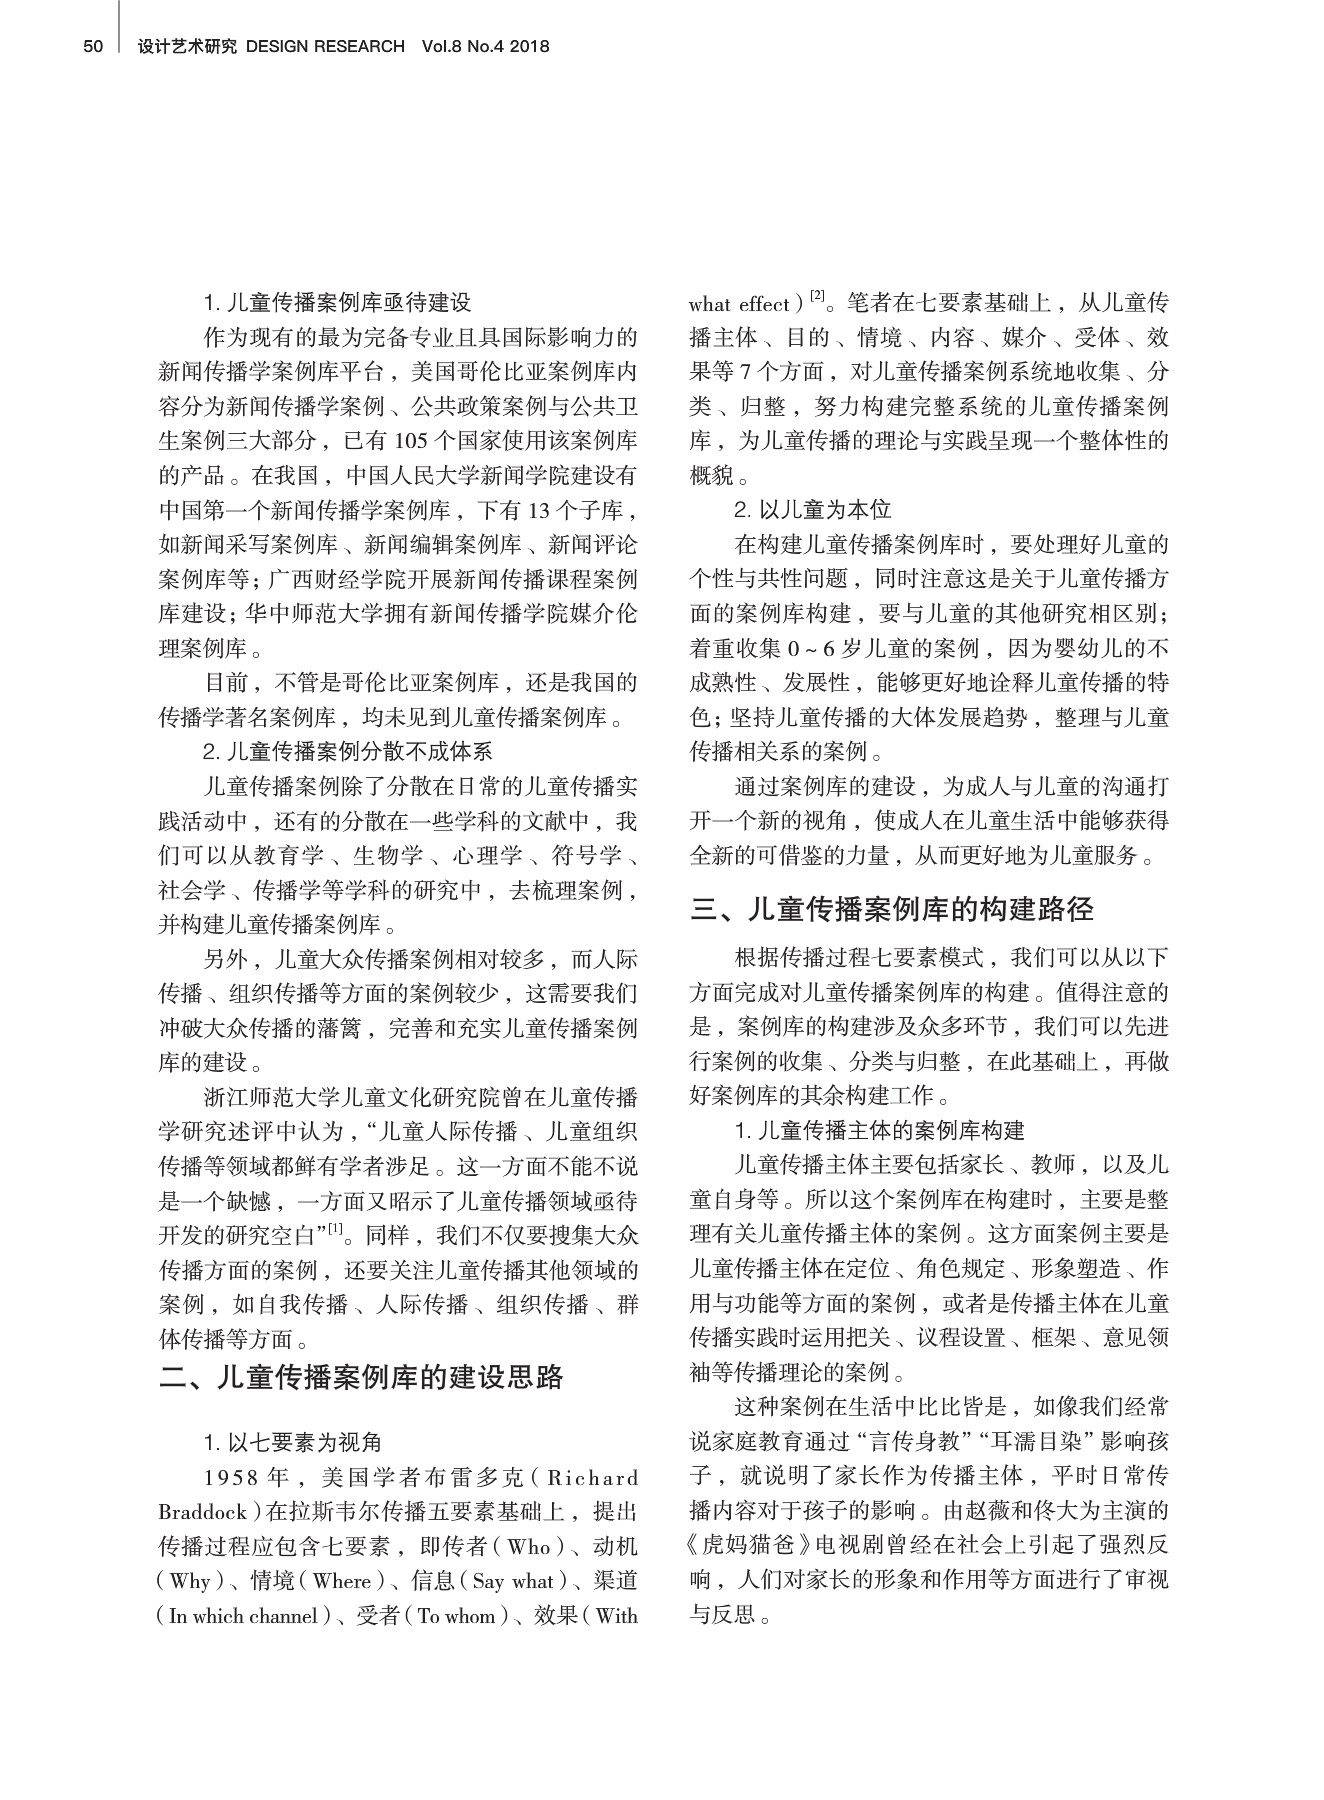 50 设计艺术研究 DESIGN RESEARCH Vol.8 No.4 2018
1. 儿童传播案例库亟待建设
作为现有的最为完备专业且具国际影响力的
新闻传播学案例库平台，美国哥伦比亚案例库内
容分为新闻传播学案例、公共政策案例与公共卫
生案例三大部分，已有 105 个国家使用该案例库
的产品。在我国，中国人民大学新闻学院建设有
中国第一个新闻传播学案例库，下有 13 个子库，
如新闻采写案例库、新闻编辑案例库、新闻评论
案例库等；广西财经学院开展新闻传播课程案例
库建设；华中师范大学拥有新闻传播学院媒介伦
理案例库。
目前，不管是哥伦比亚案例库，还是我国的
传播学著名案例库，均未见到儿童传播案例库。
2. 儿童传播案例分散不成体系
儿童传播案例除了分散在日常的儿童传播实
践活动中，还有的分散在一些学科的文献中，我
们可以从教育学、生物学、心理学、符号学、
社会学、传播学等学科的研究中，去梳理案例，
并构建儿童传播案例库。
另外，儿童大众传播案例相对较多，而人际
传播、组织传播等方面的案例较少，这需要我们
冲破大众传播的藩篱，完善和充实儿童传播案例
库的建设。
浙江师范大学儿童文化研究院曾在儿童传播
学研究述评中认为，“儿童人际传播、儿童组织
传播等领域都鲜有学者涉足。这一方面不能不说
是一个缺憾，一方面又昭示了儿童传播领域亟待
开发的研究空白”[1]。同样，我们不仅要搜集大众
传播方面的案例，还要关注儿童传播其他领域的
案例，如自我传播、人际传播、组织传播、群
体传播等方面。
二、儿童传播案例库的建设思路
1. 以七要素为视角
1958 年，美国学者布雷多克（Richard
Braddock）在拉斯韦尔传播五要素基础上，提出
传播过程应包含七要素，即传者（Who）、动机
（Why）、情境（Where）、信息（Say what）、渠道
（In which channel）、受者（To whom）、效果（With
what effect）[2]。笔者在七要素基础上，从儿童传
播主体、目的、情境、内容、媒介、受体、效
果等 7 个方面，对儿童传播案例系统地收集、分
类、归整，努力构建完整系统的儿童传播案例
库，为儿童传播的理论与实践呈现一个整体性的
概貌。
2. 以儿童为本位
在构建儿童传播案例库时，要处理好儿童的
个性与共性问题，同时注意这是关于儿童传播方
面的案例库构建，要与儿童的其他研究相区别；
着重收集 0 ~ 6 岁儿童的案例，因为婴幼儿的不
成熟性、发展性，能够更好地诠释儿童传播的特
色；坚持儿童传播的大体发展趋势，整理与儿童
传播相关系的案例。
通过案例库的建设，为成人与儿童的沟通打
开一个新的视角，使成人在儿童生活中能够获得
全新的可借鉴的力量，从而更好地为儿童服务。
三、儿童传播案例库的构建路径
根据传播过程七要素模式，我们可以从以下
方面完成对儿童传播案例库的构建。值得注意的
是，案例库的构建涉及众多环节，我们可以先进
行案例的收集、分类与归整，在此基础上，再做
好案例库的其余构建工作。
1. 儿童传播主体的案例库构建
儿童传播主体主要包括家长、教师，以及儿
童自身等。所以这个案例库在构建时，主要是整
理有关儿童传播主体的案例。这方面案例主要是
儿童传播主体在定位、角色规定、形象塑造、作
用与功能等方面的案例，或者是传播主体在儿童
传播实践时运用把关、议程设置、框架、意见领
袖等传播理论的案例。
这种案例在生活中比比皆是，如像我们经常
说家庭教育通过“言传身教”“耳濡目染”影响孩
子，就说明了家长作为传播主体，平时日常传
播内容对于孩子的影响。由赵薇和佟大为主演的
《虎妈猫爸》电视剧曾经在社会上引起了强烈反
响，人们对家长的形象和作用等方面进行了审视
与反思。